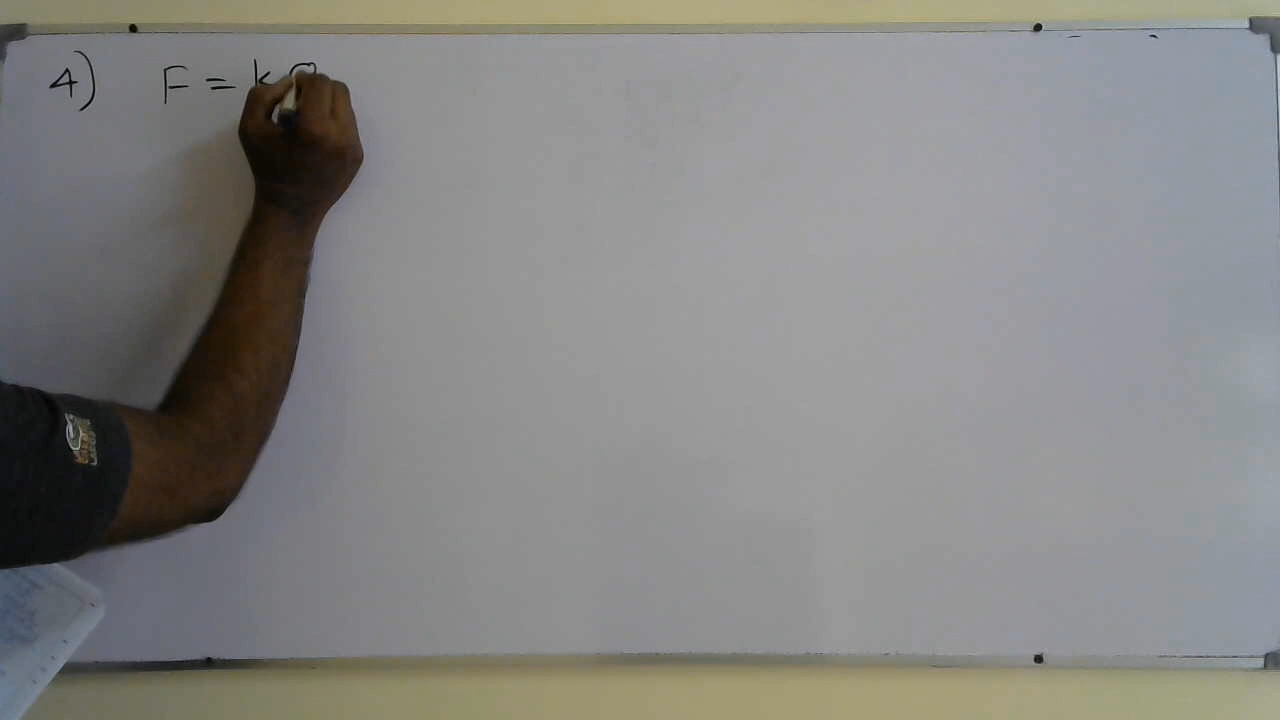 4) F = k